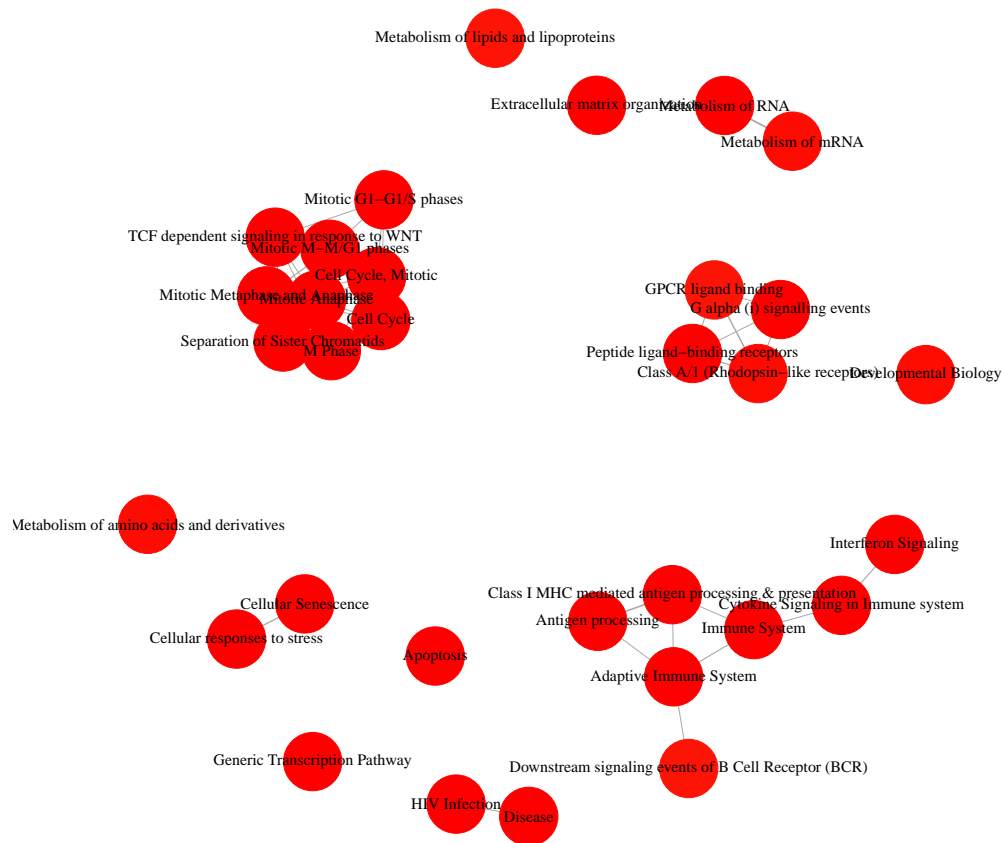 Metabolism of lipids and lipoproteins
Extracellular matrix organization
Metabolism of RNA
Metabolism of mRNA
Mitotic G1−G1/S phases
TCF dependent signaling in response to WNT
Mitotic M−M/G1 phases
Cell Cycle, Mitotic
Mitotic Metaphase and Anaphase
Mitotic Anaphase
Cell Cycle
Separation of Sister Chromatids
M Phase
GPCR ligand binding
G alpha (i) signalling events
Peptide ligand−binding receptors
Class A/1 (Rhodopsin−like receptors)
Developmental Biology
Metabolism of amino acids and derivatives
Interferon Signaling
Class I MHC mediated antigen processing & presentation
Cytokine Signaling in Immune system
Antigen processing
Immune System
Cellular Senescence
Cellular responses to stress
Apoptosis
Adaptive Immune System
Generic Transcription Pathway
Downstream signaling events of B Cell Receptor (BCR)
HIV Infection
Disease